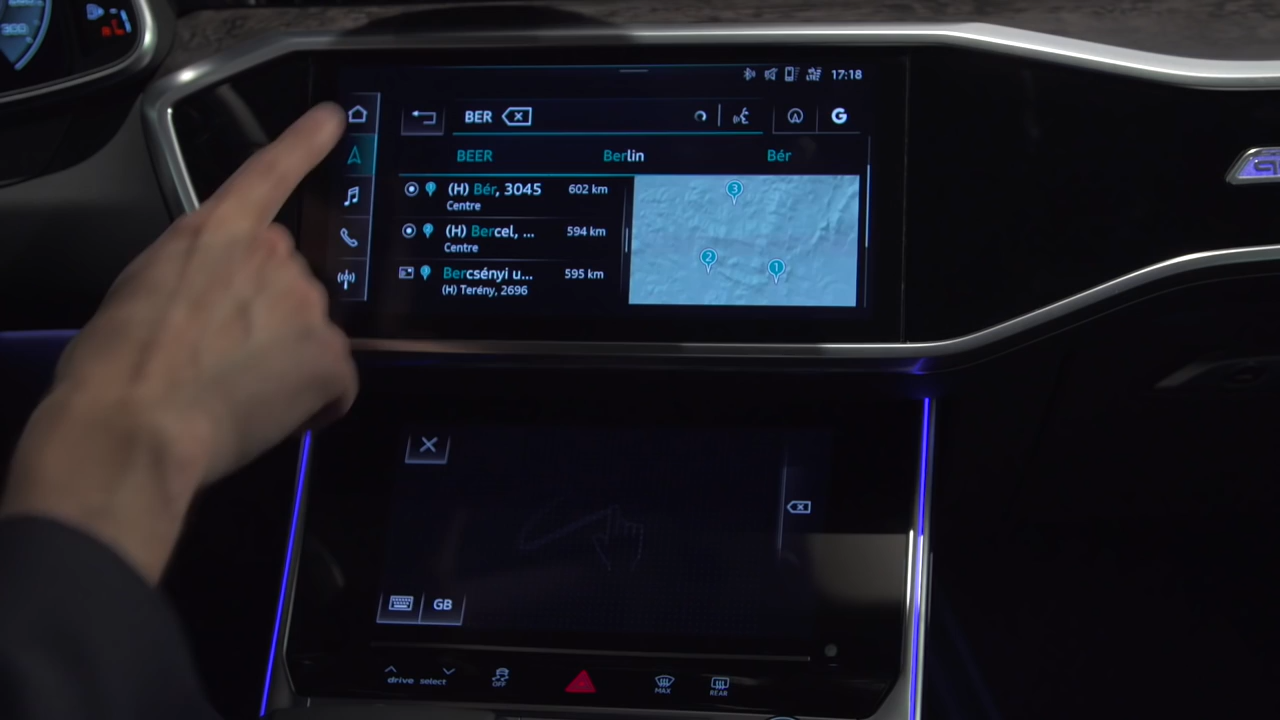 300
17:18
BER
G
BEER Berlin Bér
(H) Bér, 3045 602 km
Centre
(H) Bercel, ... 594 km
Centre
Bercsényi u... 595 km
(H) Terény, 2696
3
2
1
GB
drive select
OFF
MAX
REAR